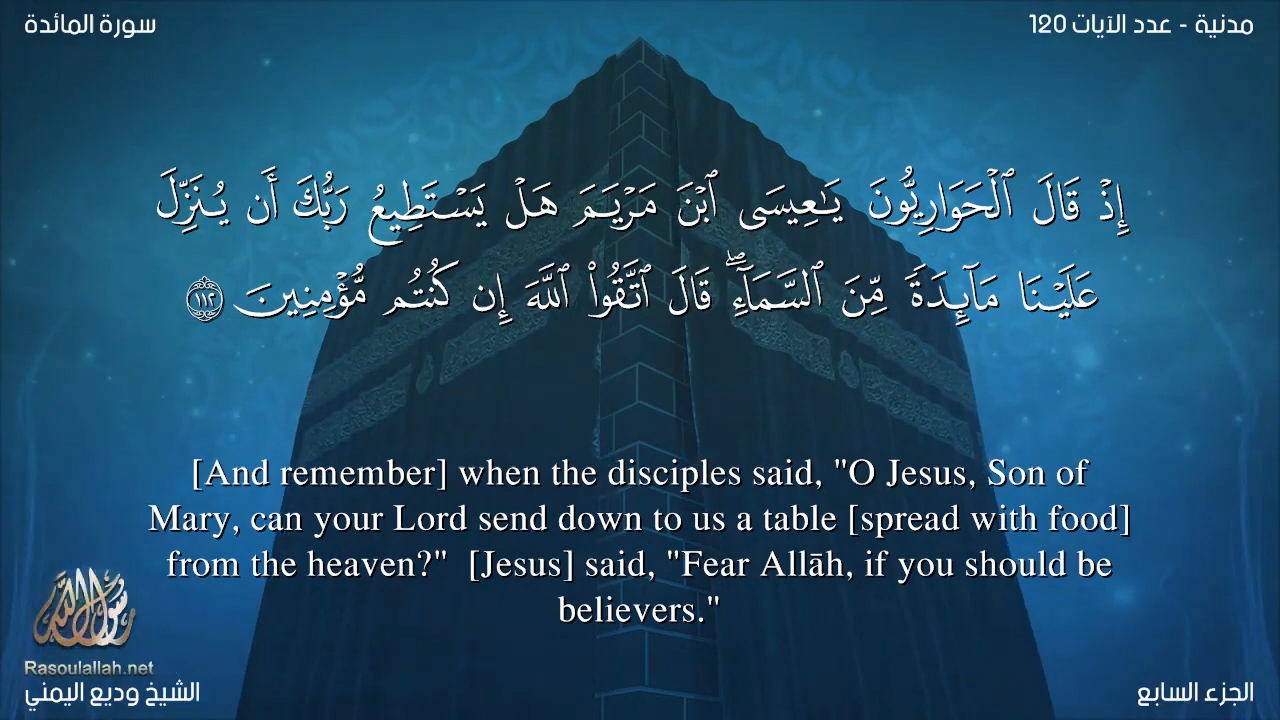 سورة المائدة
مدنية - عدد الآيات 120
إِذْ قَالَ ٱلْحَوَارِيُّونَ يَـٰعِيسَى ٱبْنَ مَرْيَمَ هَلْ يَسْتَطِيعُ رَبُّكَ أَن يُنَزِّلَ
عَلَيْنَا مَآئِدَةً مِّنَ ٱلسَّمَآءِ ۖ قَالَ ٱتَّقُوا۟ ٱللَّهَ إِن كُنتُم مُّؤْمِنِينَ ١١٢
[And remember] when the disciples said, "O Jesus, Son of
Mary, can your Lord send down to us a table [spread with food]
from the heaven?" [Jesus] said, "Fear Allāh, if you should be
believers."
رسول الله
Rasoulallah.net
الشيخ وديع اليمني
الجزء السابع